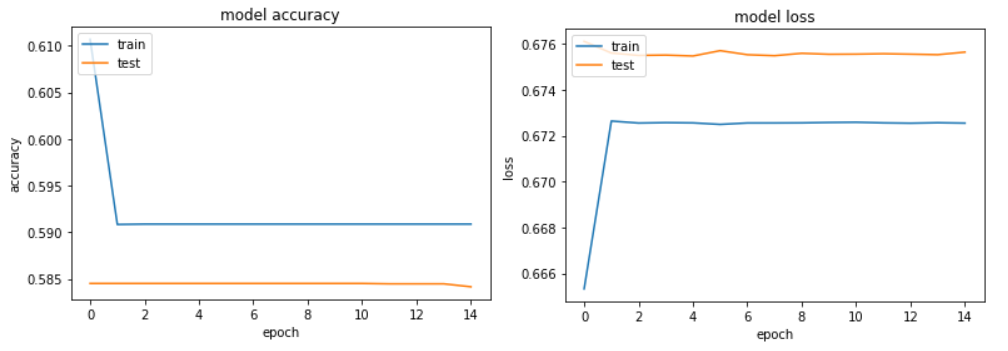 model accuracy
0.610
0.605
0.600
0.595
0.590
0.585
accuracy
train
test
0 2 4 6 8 10 12 14
epoch
model loss
0.676
0.674
0.672
0.670
0.668
0.666
loss
train
test
0 2 4 6 8 10 12 14
epoch